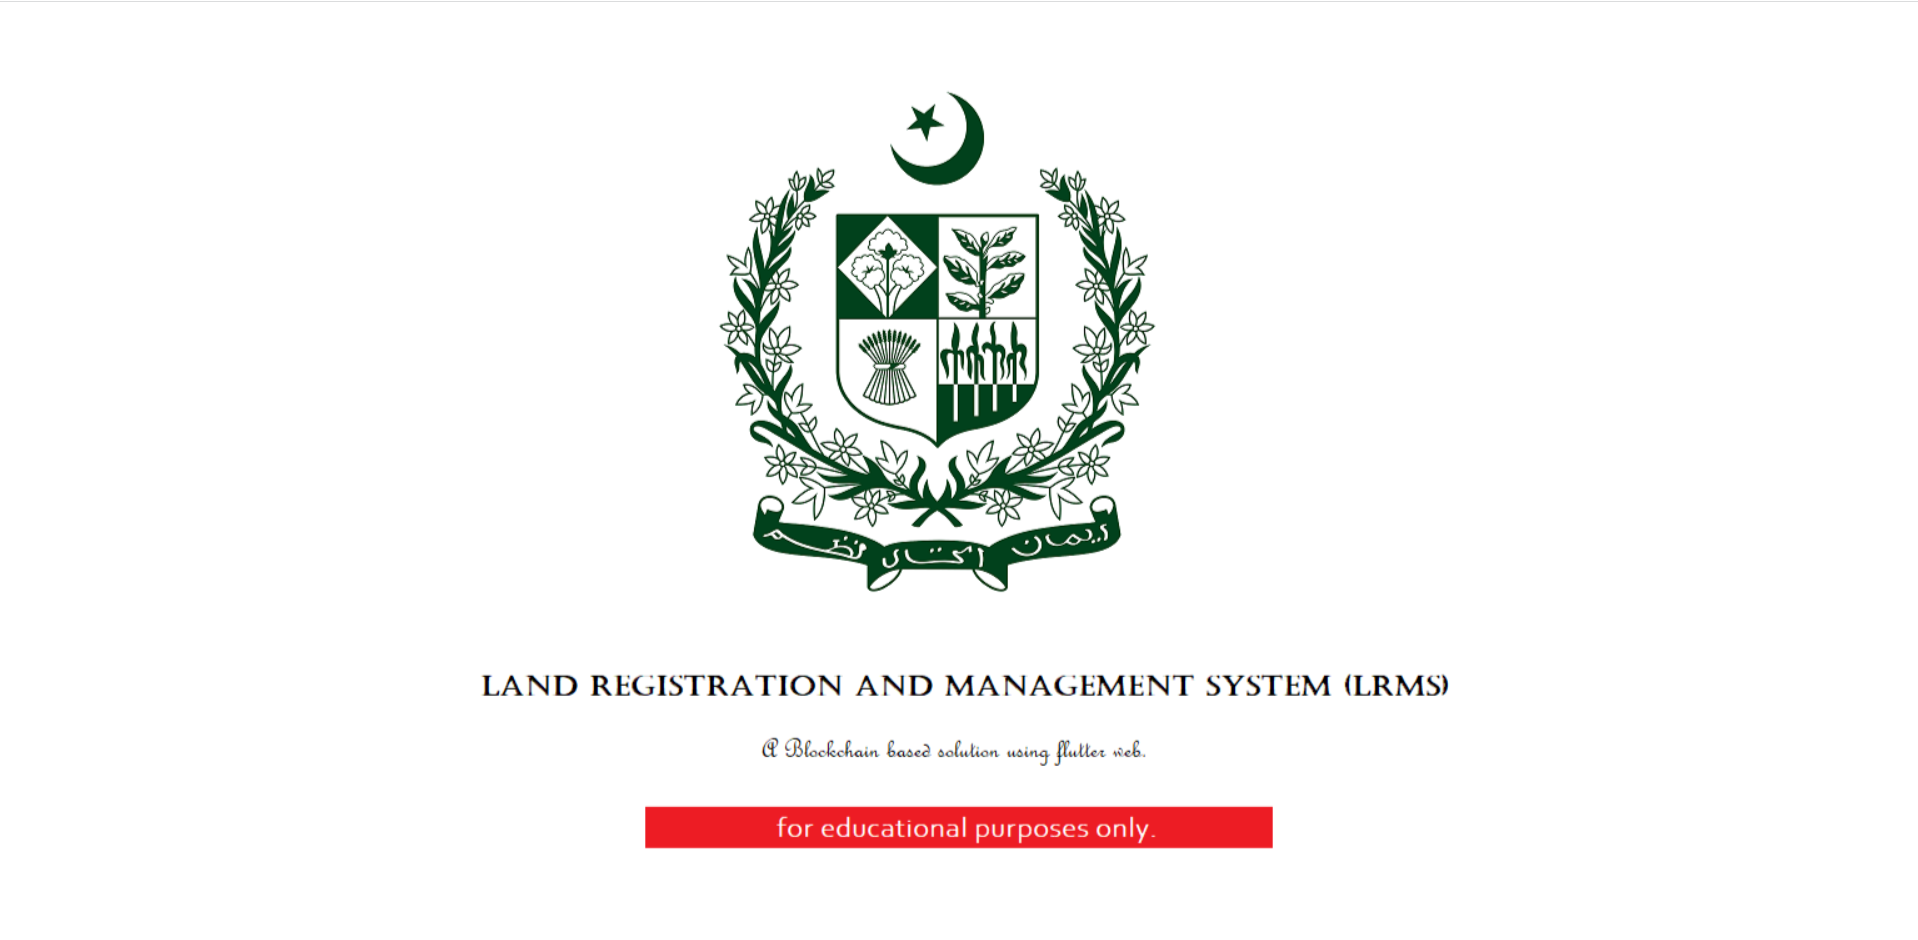 ایمان اتحاد نظم
LAND REGISTRATION AND MANAGEMENT SYSTEM (LRMS)
A Blockchain based solution using flutter web.
for educational purposes only.